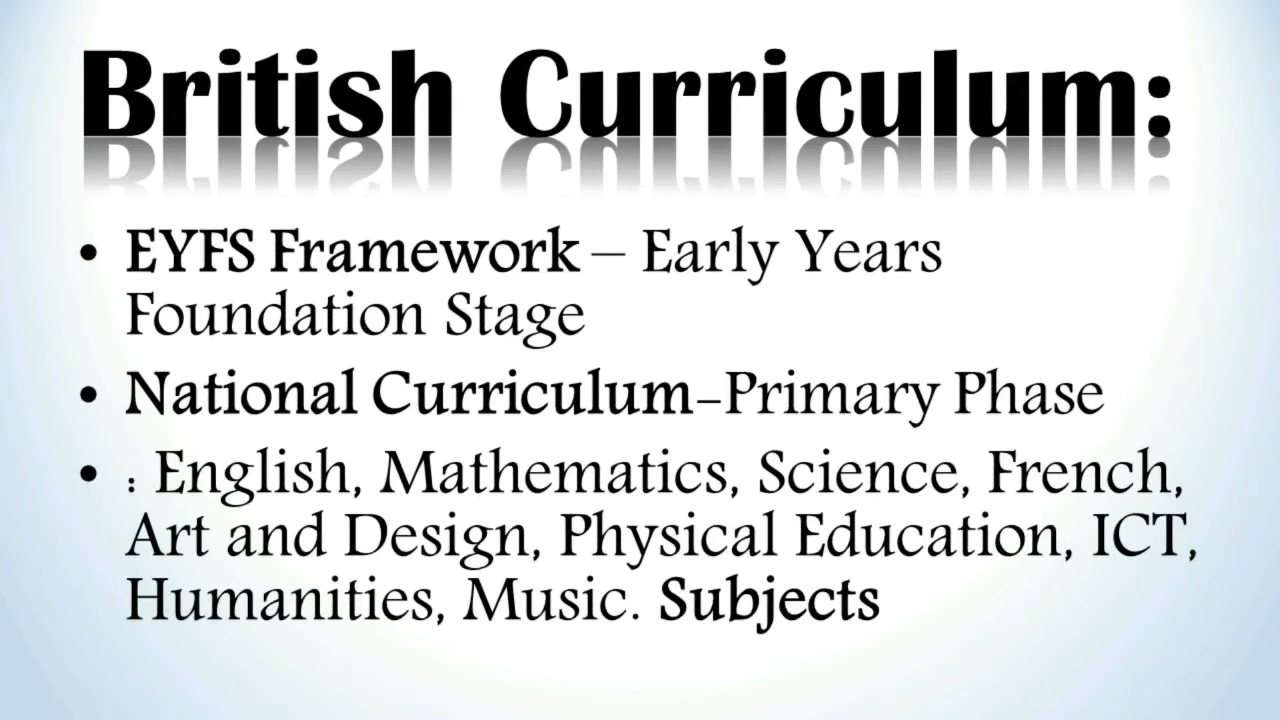 British Curriculum:
• EYFS Framework – Early Years
Foundation Stage
• National Curriculum-Primary Phase
• : English, Mathematics, Science, French,
Art and Design, Physical Education, ICT,
Humanities, Music. Subjects